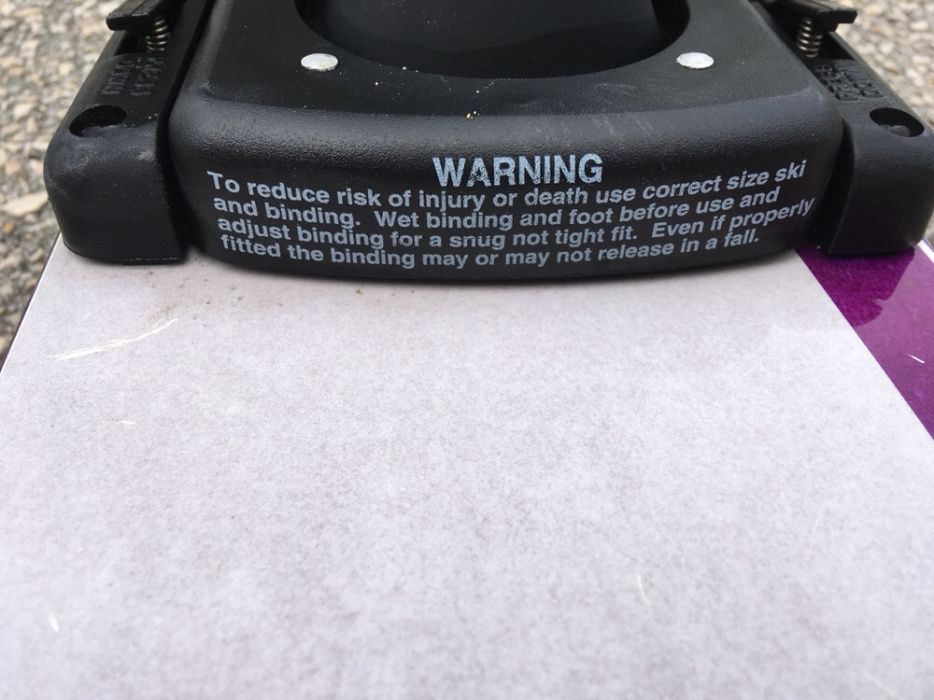 WARNING
To reduce risk of injury or death use correct size ski
and binding. Wet binding and foot before use and
adjust binding for a snug not tight fit. Even if properly
fitted the binding may or may not release in a fall.